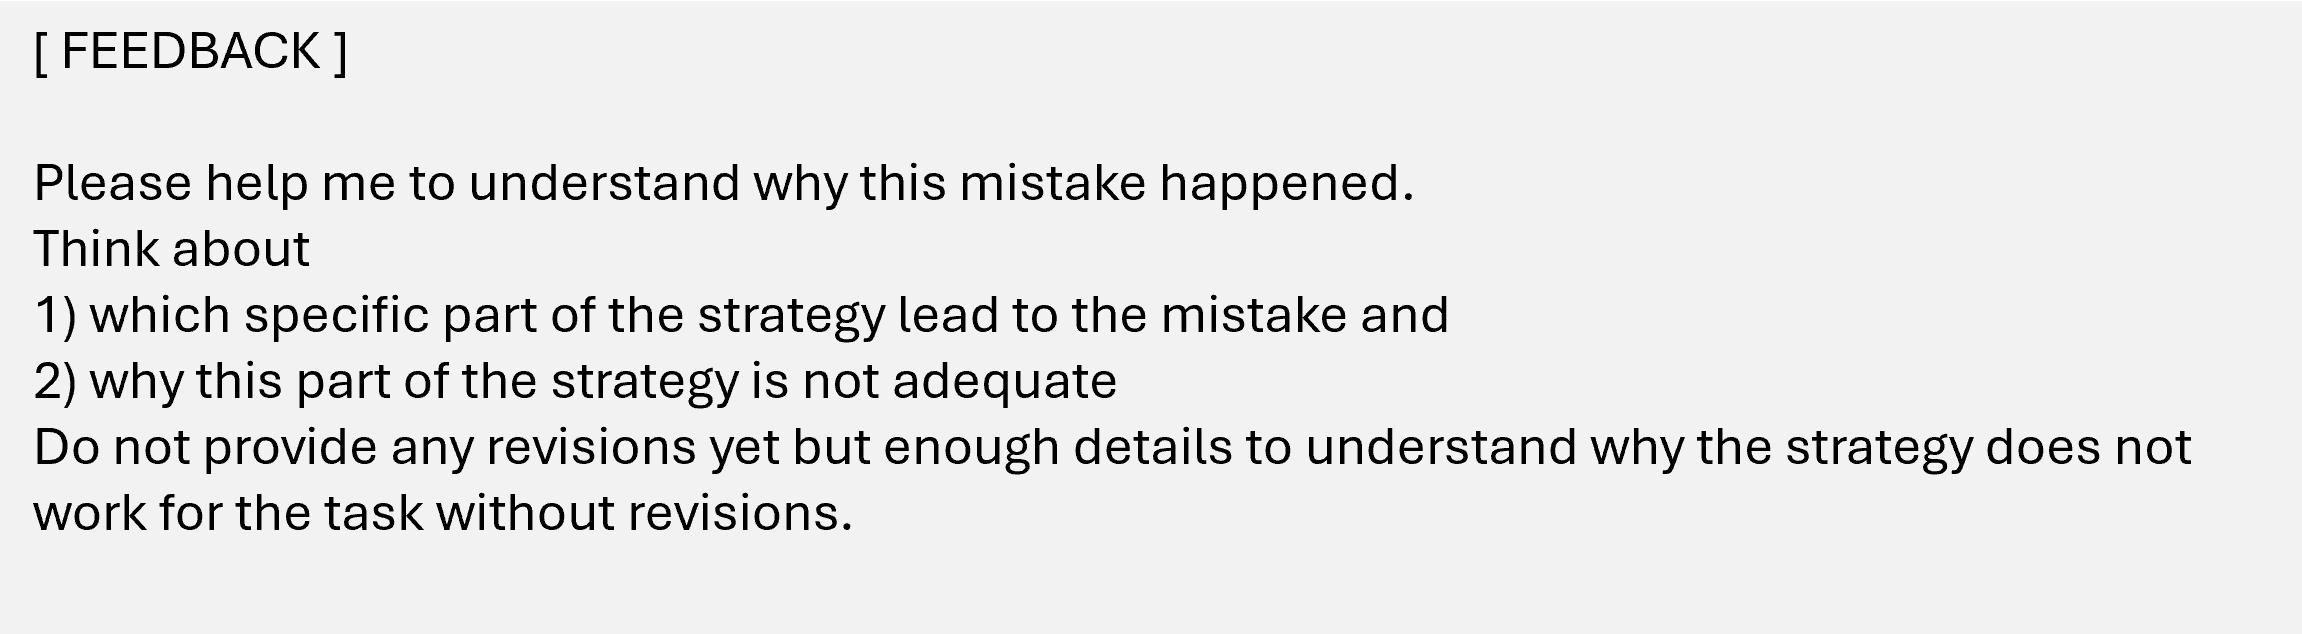 [ FEEDBACK ]
Please help me to understand why this mistake happened.
Think about
1) which specific part of the strategy lead to the mistake and
2) why this part of the strategy is not adequate
Do not provide any revisions yet but enough details to understand why the strategy does not
work for the task without revisions.